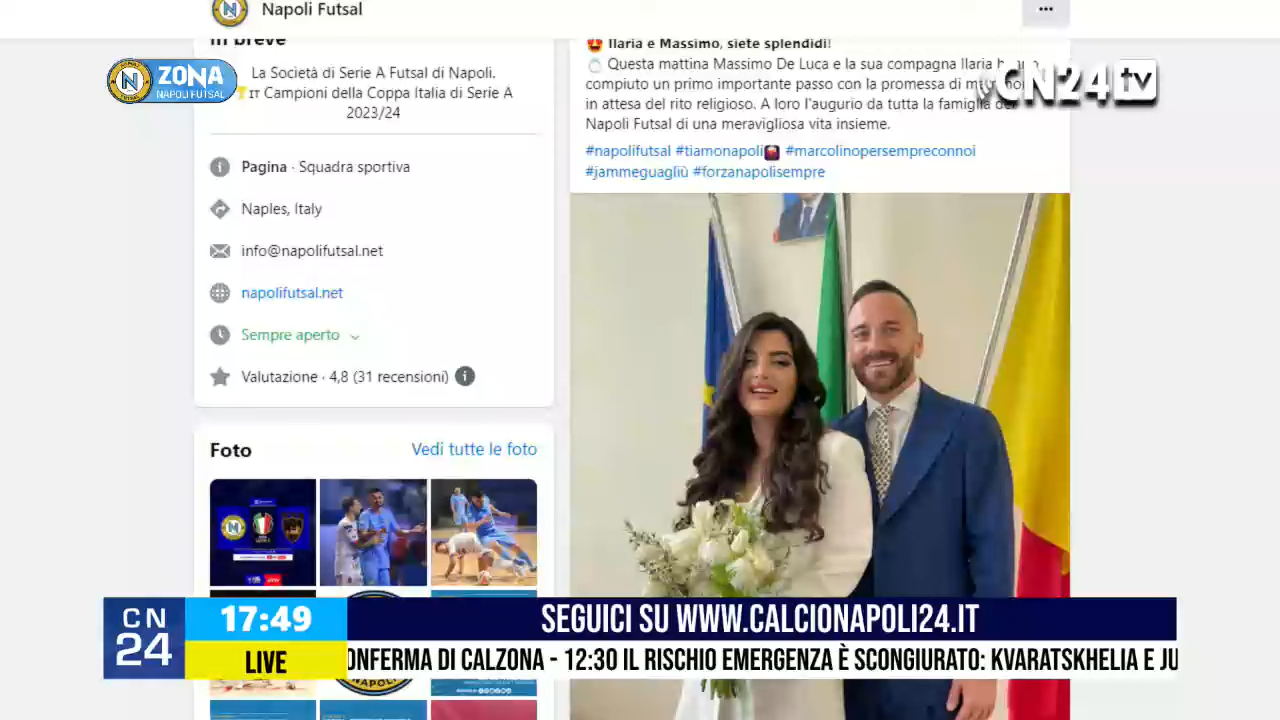 Napoli Futsal
In breve
ZONA
NAPOLI FUTSAL
La Società di Serie A Futsal di Napoli.
IT Campioni della Coppa Italia di Serie A
2023/24
Pagina · Squadra sportiva
Naples, Italy
info@napolifutsal.net
napolifutsal.net
Sempre aperto
Valutazione · 4,8 (31 recensioni)
Foto
Vedi tutte le foto
Ilaria e Massimo, siete splendidi!
Questa mattina Massimo De Luca e la sua compagna Ilaria
compiuto un primo importante passo con la promessa di
in attesa del rito religioso. A loro l'augurio da tutta la famiglia
Napoli Futsal di una meravigliosa vita insieme.
#napolifutsal #tiamonapoli #marcolinopersempreconnoi
#jammeguagliù #forzanapolisempre
CN24 tv
CN
24
17:49
LIVE
SEGUICI SU WWW.CALCIONAPOLI24.IT
ONFERMA DI CALZONA - 12:30 IL RISCHIO EMERGENZA È SCONGIURATO: KVARATSKHELIA E JU
NAPOLI